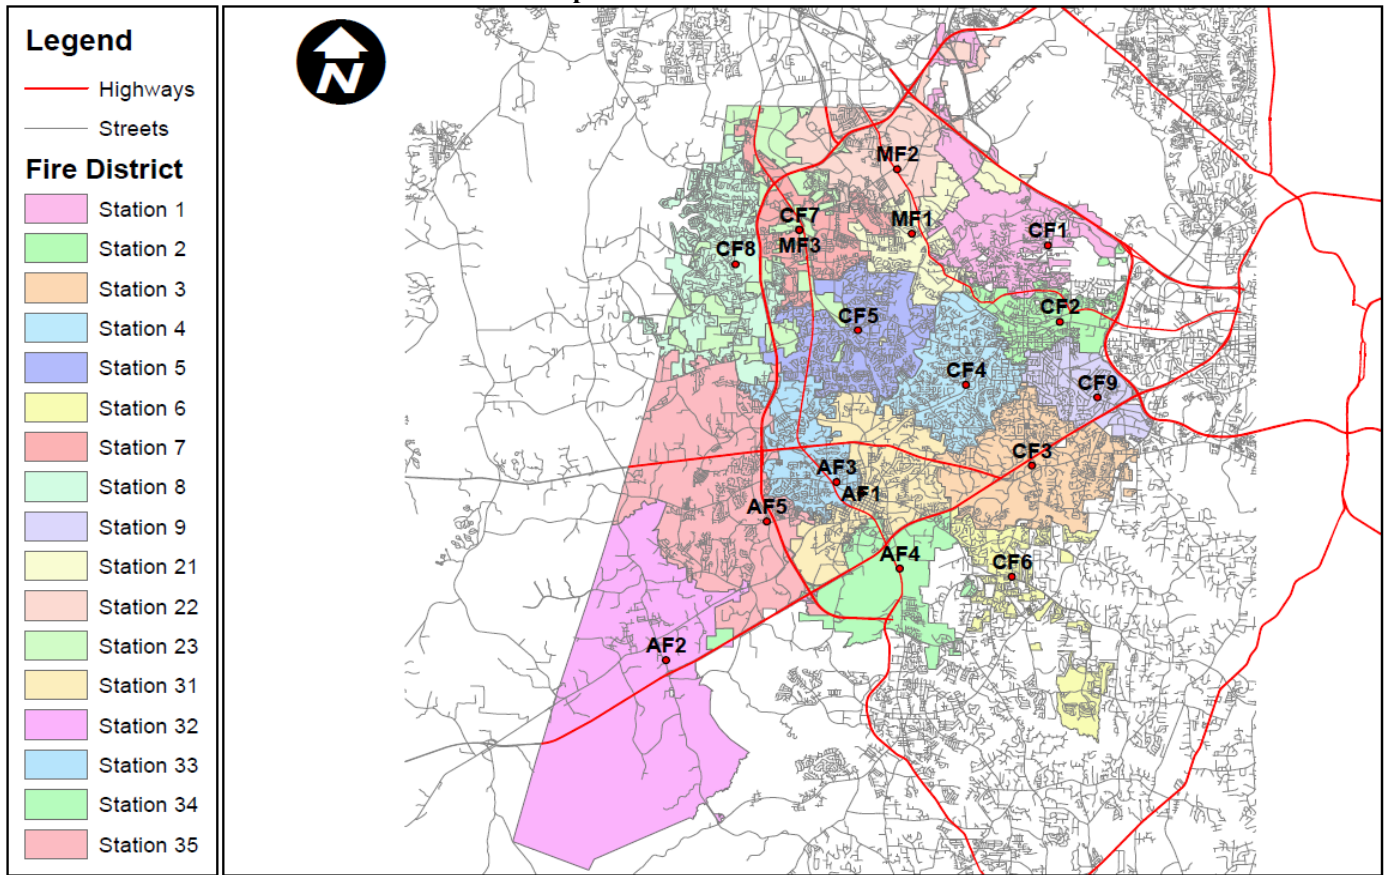 Legend
Highways
Streets
Fire District
Station 1
Station 2
Station 3
Station 4
Station 5
Station 6
Station 7
Station 8
Station 9
Station 21
Station 22
Station 23
Station 31
Station 32
Station 33
Station 34
Station 35
N
MF2
CF7
MF1
CF1
MF3
CF8
CF2
CF5
CF4
CF9
CF3
AF3
AF1
AF5
AF4
CF6
AF2